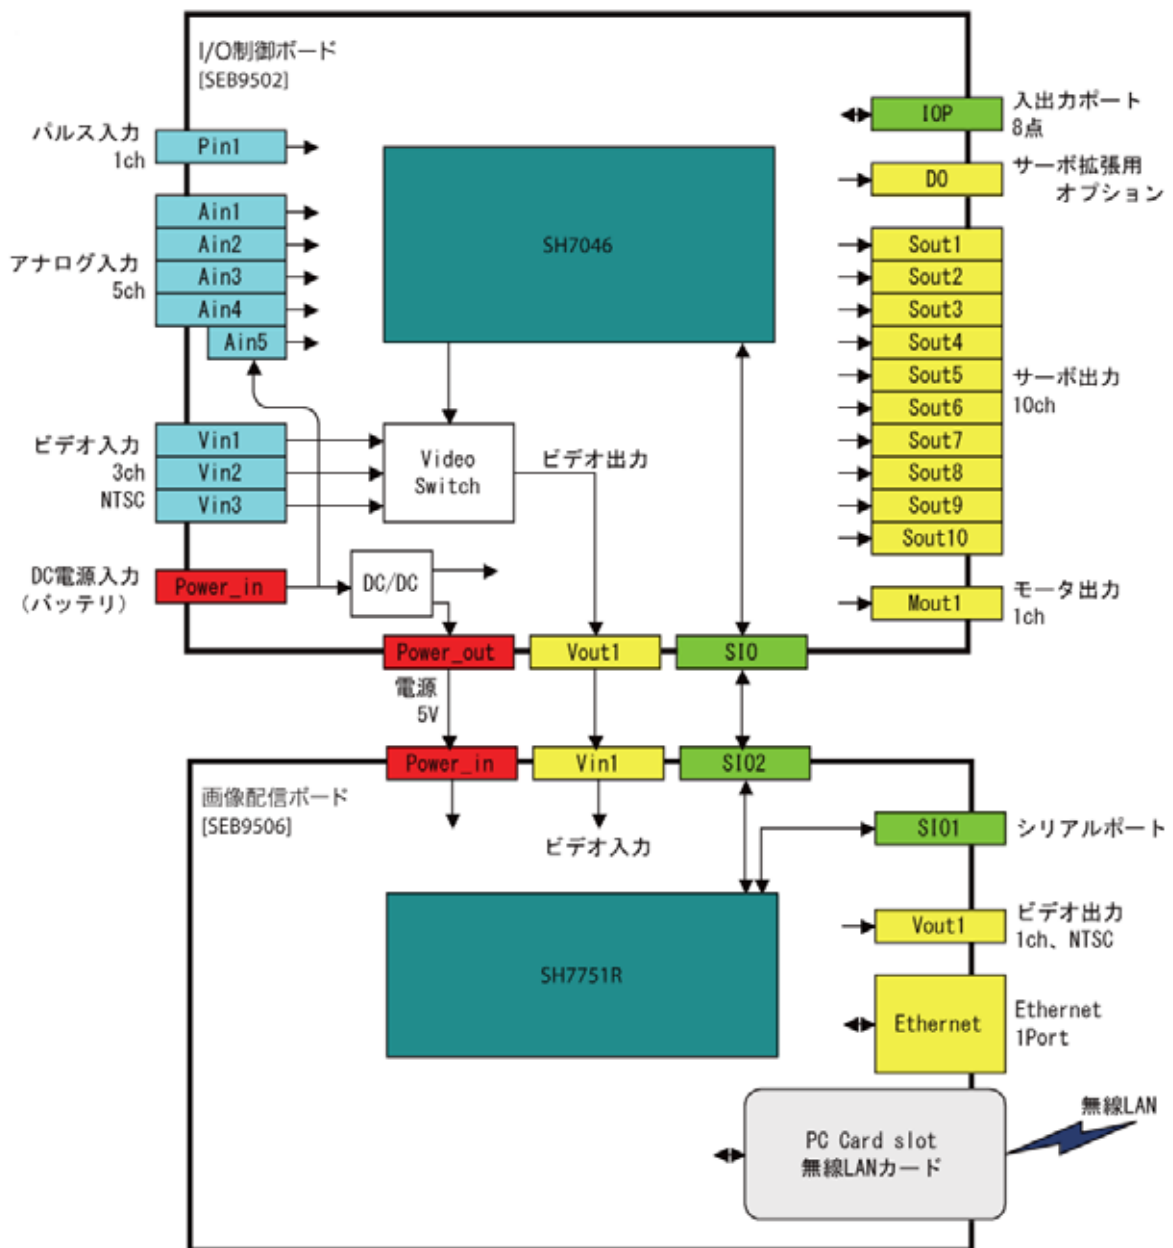 I/O制御ボード
[SEB9502]
パルス入力
1ch
Pin1
アナログ入力
5ch
Ain1
Ain2
Ain3
Ain4
Ain5
ビデオ入力
3ch
NTSC
Vin1
Vin2
Vin3
DC電源入力
(バッテリ)
Power_in
SH7046
Video
Switch
ビデオ出力
DC/DC
IOP
入出力ポート
8点
DO
サーボ拡張用
オプション
Sout1
Sout2
Sout3
Sout4
Sout5
Sout6
Sout7
Sout8
Sout9
Sout10
サーボ出力
10ch
Mout1
モータ出力
1ch
Power_out
Vout1
SIO
電源
5V
Power_in
Vin1
SIO2
画像配信ボード
[SEB9506]
ビデオ入力
SH7751R
SIO1
シリアルポート
Vout1
ビデオ出力
1ch、NTSC
Ethernet
Ethernet
1Port
PC Card slot
無線LANカード
無線LAN